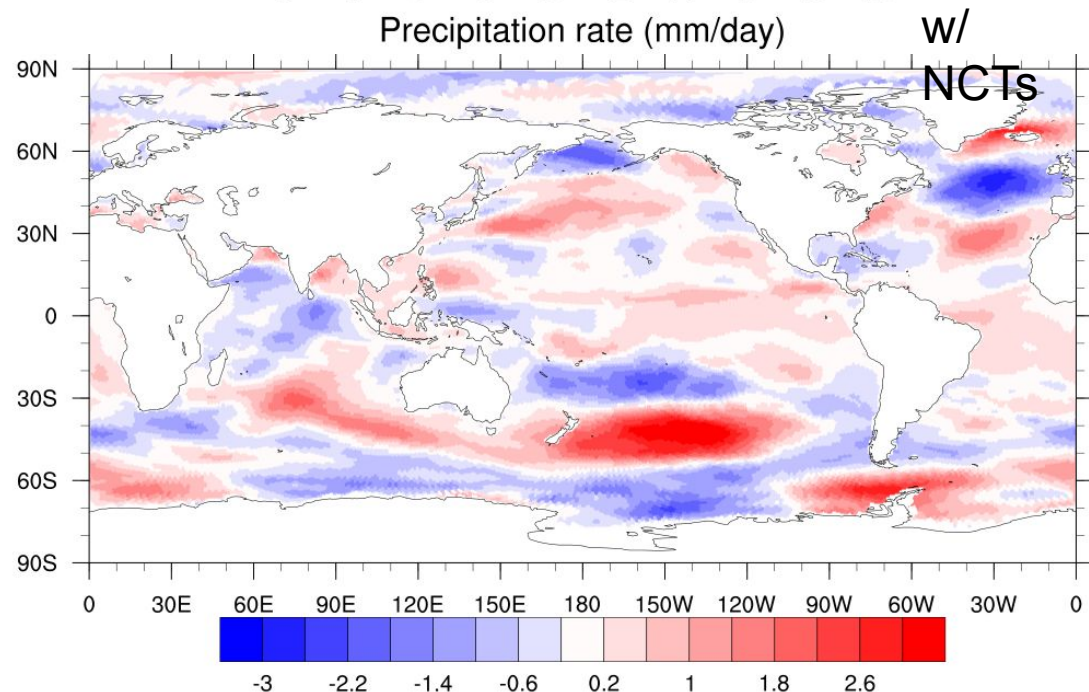 Precipitation rate (mm/day)
w/
NCTs
90N
60N
30N
0
30S
60S
90S
0 30E 60E 90E 120E 150E 180 150W 120W 90W 60W 30W 0
-3 -2.2 -1.4 -0.6 0.2 1 1.8 2.6